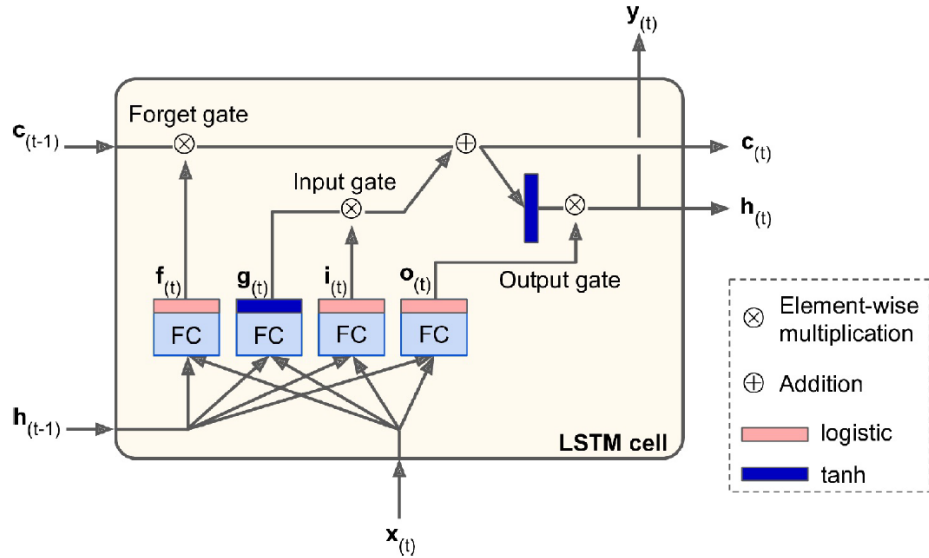 y(t)
Forget gate
c(t-1)
c(t)
Input gate
h(t)
f(t) g(t) i(t) o(t)
Output gate
FC FC FC FC
h(t-1)
LSTM cell
x(t)
Element-wise
multiplication
Addition
logistic
tanh